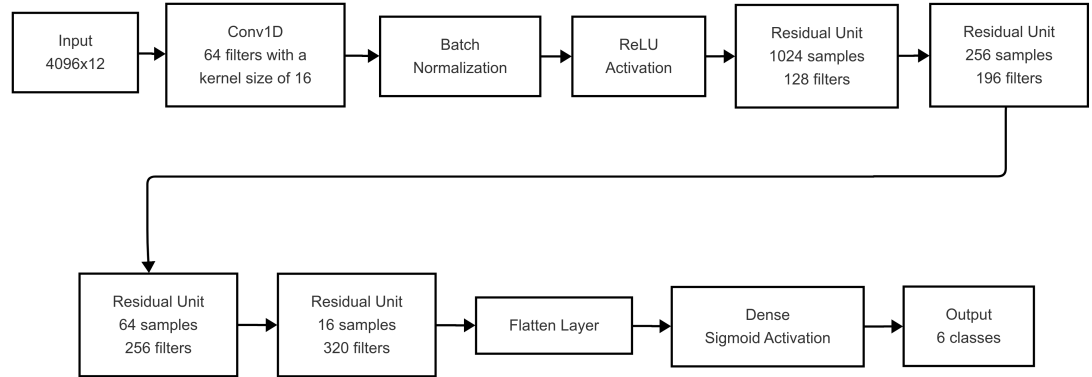 Input
4096x12
Conv1D
64 filters with a
kernel size of 16
Batch
Normalization
ReLU
Activation
Residual Unit
1024 samples
128 filters
Residual Unit
256 samples
196 filters
Residual Unit
64 samples
256 filters
Residual Unit
16 samples
320 filters
Flatten Layer
Dense
Sigmoid Activation
Output
6 classes